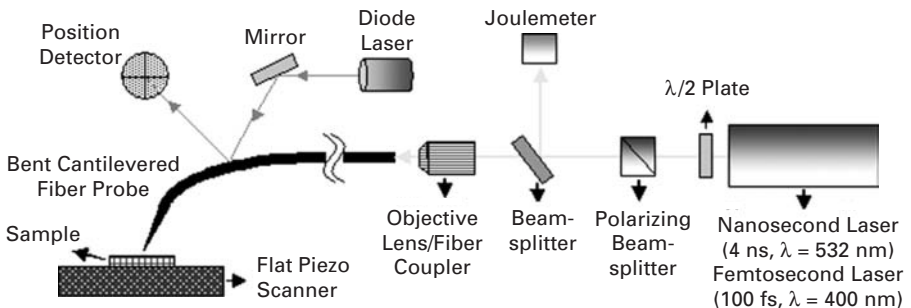 Position
Detector
Mirror
Diode
Laser
Joulemeter
λ/2 Plate
Bent Cantilevered
Fiber Probe
Sample
Flat Piezo
Scanner
Objective
Lens/Fiber
Coupler
Beam-
splitter
Polarizing
Beam-
splitter
Nanosecond Laser
(4 ns, λ = 532 nm)
Femtosecond Laser
(100 fs, λ = 400 nm)